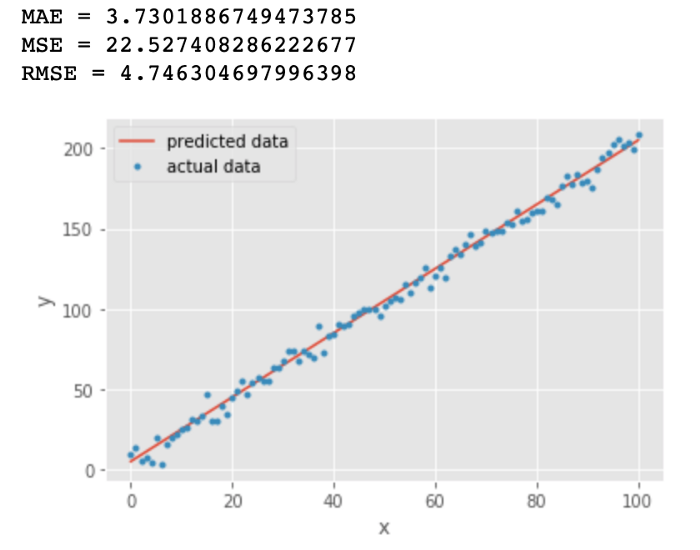 MAE = 3.7301886749473785
MSE = 22.527408286222677
RMSE = 4.746304697996398
predicted data
actual data
200
150
100
50
0
y
0 20 40 60 80 100
x